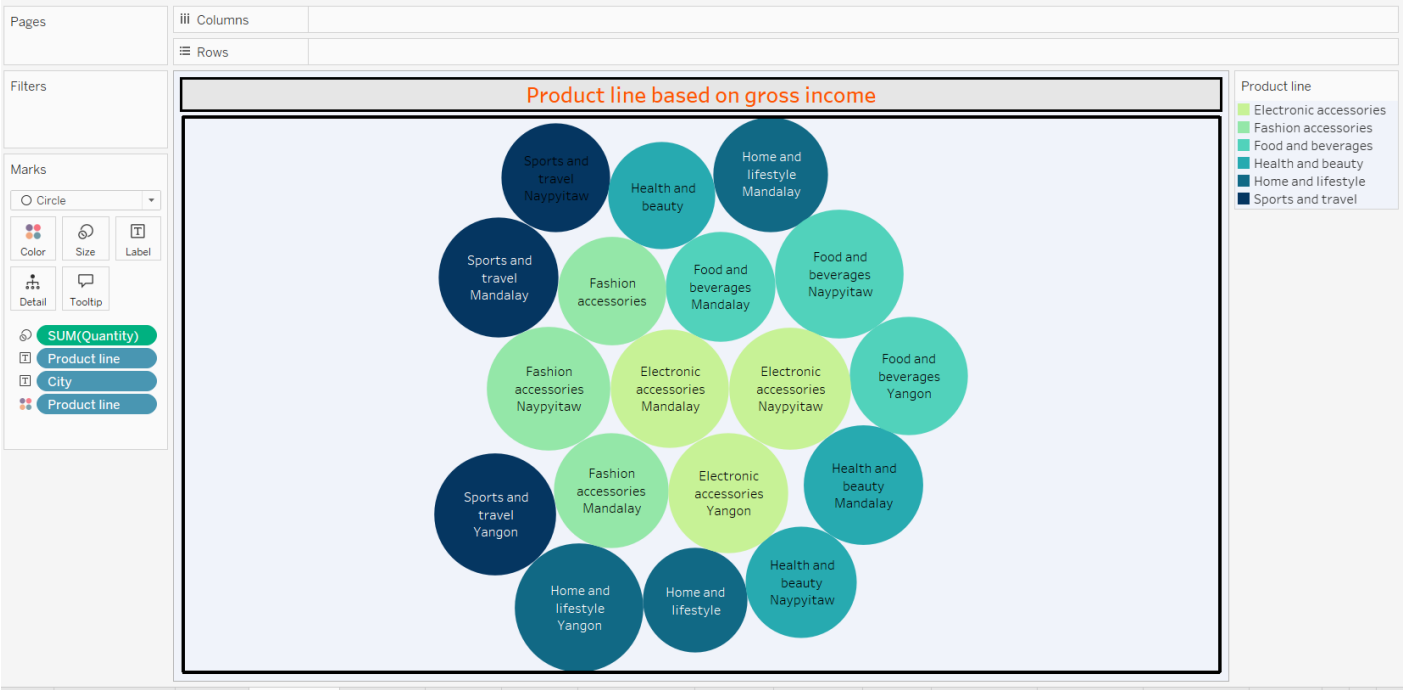 Pages
Columns
Rows
Filters
Marks
Circle
Color
Size
Label
Detail
Tooltip
SUM(Quantity)
Product line
City
Product line
Product line based on gross income
Sports and
travel
Naypyitaw
Health and
beauty
Home and
lifestyle
Mandalay
Sports and
travel
Mandalay
Fashion
accessories
Food and
beverages
Mandalay
Food and
beverages
Naypyitaw
Fashion
accessories
Naypyitaw
Electronic
accessories
Mandalay
Electronic
accessories
Naypyitaw
Food and
beverages
Yangon
Sports and
travel
Yangon
Fashion
accessories
Mandalay
Electronic
accessories
Yangon
Health and
beauty
Mandalay
Home and
lifestyle
Yangon
Home and
lifestyle
Health and
beauty
Naypyitaw
Product line
Electronic accessories
Fashion accessories
Food and beverages
Health and beauty
Home and lifestyle
Sports and travel